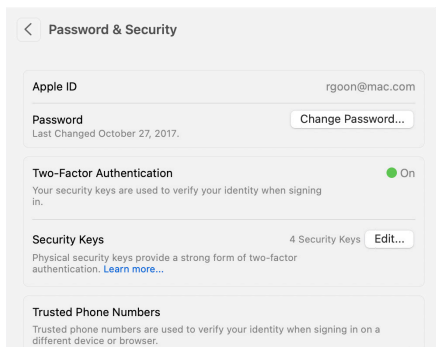 Password & Security
Apple ID
rgoon@mac.com
Password
Change Password...
Last Changed October 27, 2017.
Two-Factor Authentication
On
Your security keys are used to verify your identity when signing
in.
Security Keys
4 Security Keys
Edit...
Physical security keys provide a strong form of two-factor
authentication. Learn more...
Trusted Phone Numbers
Trusted phone numbers are used to verify your identity when signing in on a
different device or browser.